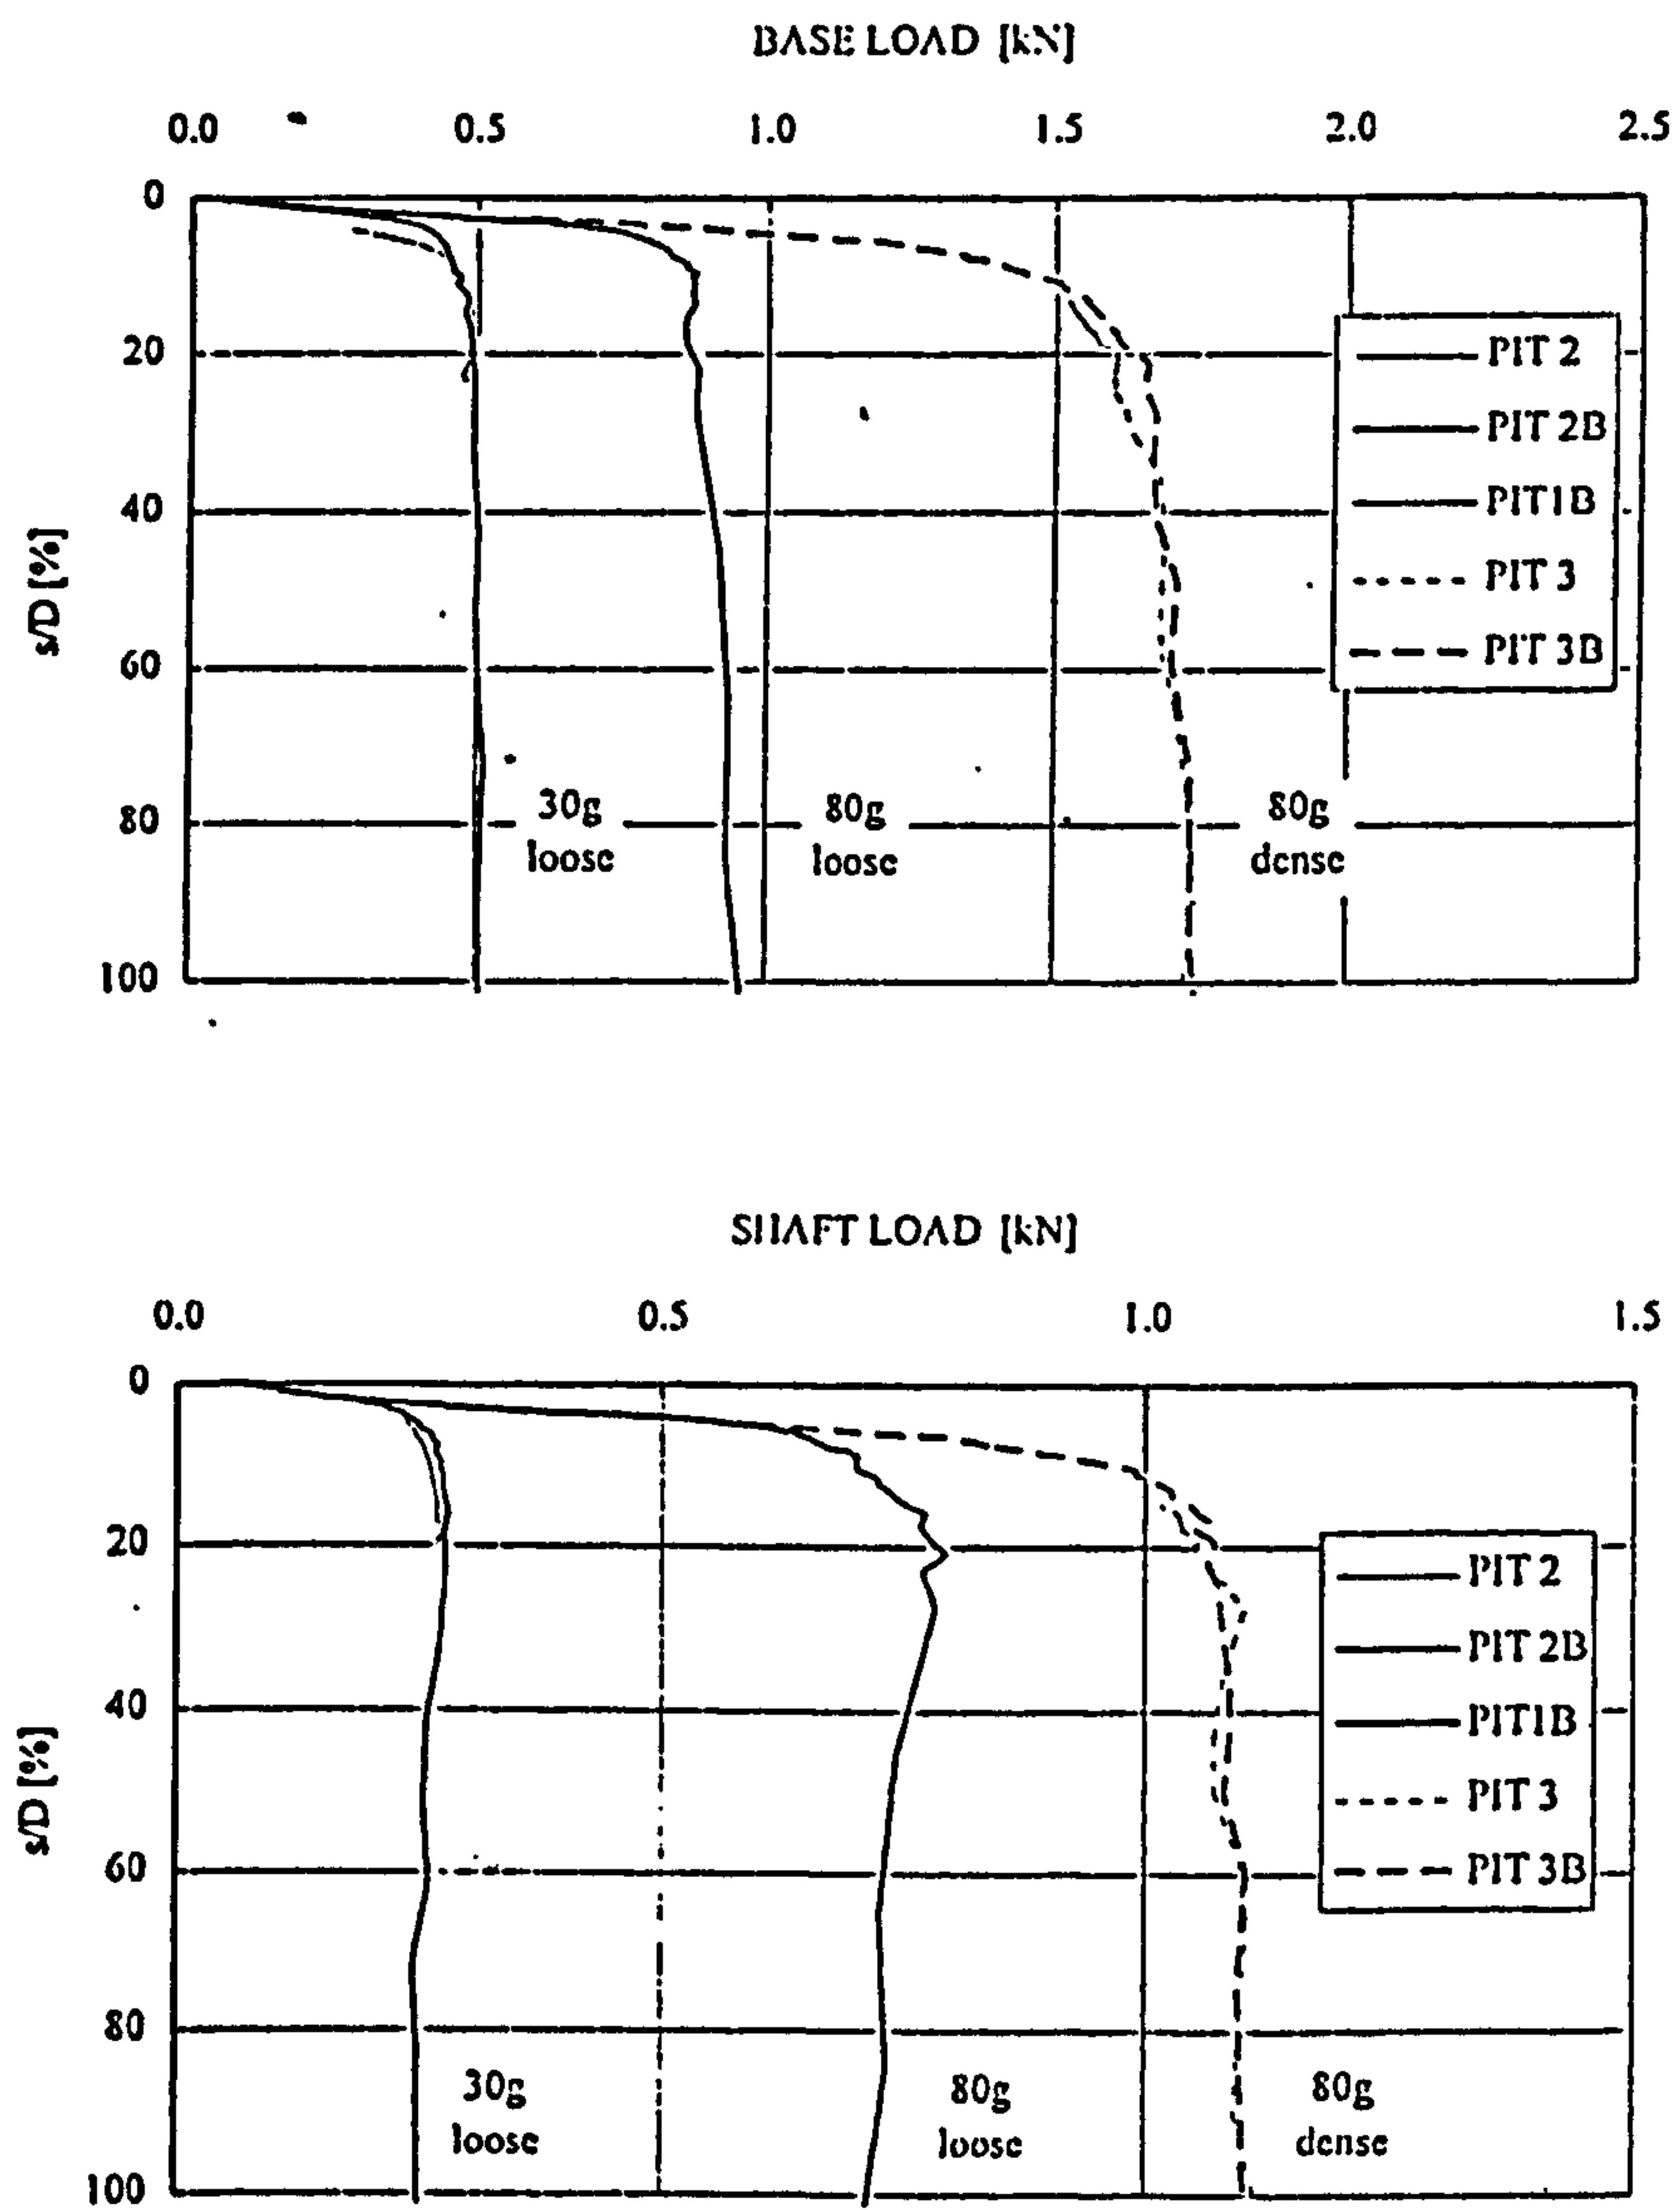 BASE LOAD [kN]
0.0 0.5 1.0 1.5 2.0 2.5
0
20
40
60
80
100
s/D [%]
PIT 2
PIT 2B
PIT1B
PIT 3
PIT 3B
30g
loose
80g
loose
80g
dense
SHAFT LOAD [kN]
0.0 0.5 1.0 1.5
0
20
40
60
80
100
s/D [%]
PIT 2
PIT 2B
PIT1B
PIT 3
PIT 3B
30g
loose
80g
loose
80g
dense